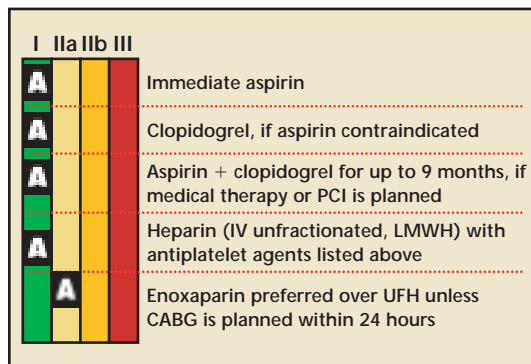 I IIa IIb III
A Immediate aspirin
A Clopidogrel, if aspirin contraindicated
A Aspirin + clopidogrel for up to 9 months, if
medical therapy or PCI is planned
A Heparin (IV unfractionated, LMWH) with
antiplatelet agents listed above
A Enoxaparin preferred over UFH unless
CABG is planned within 24 hours